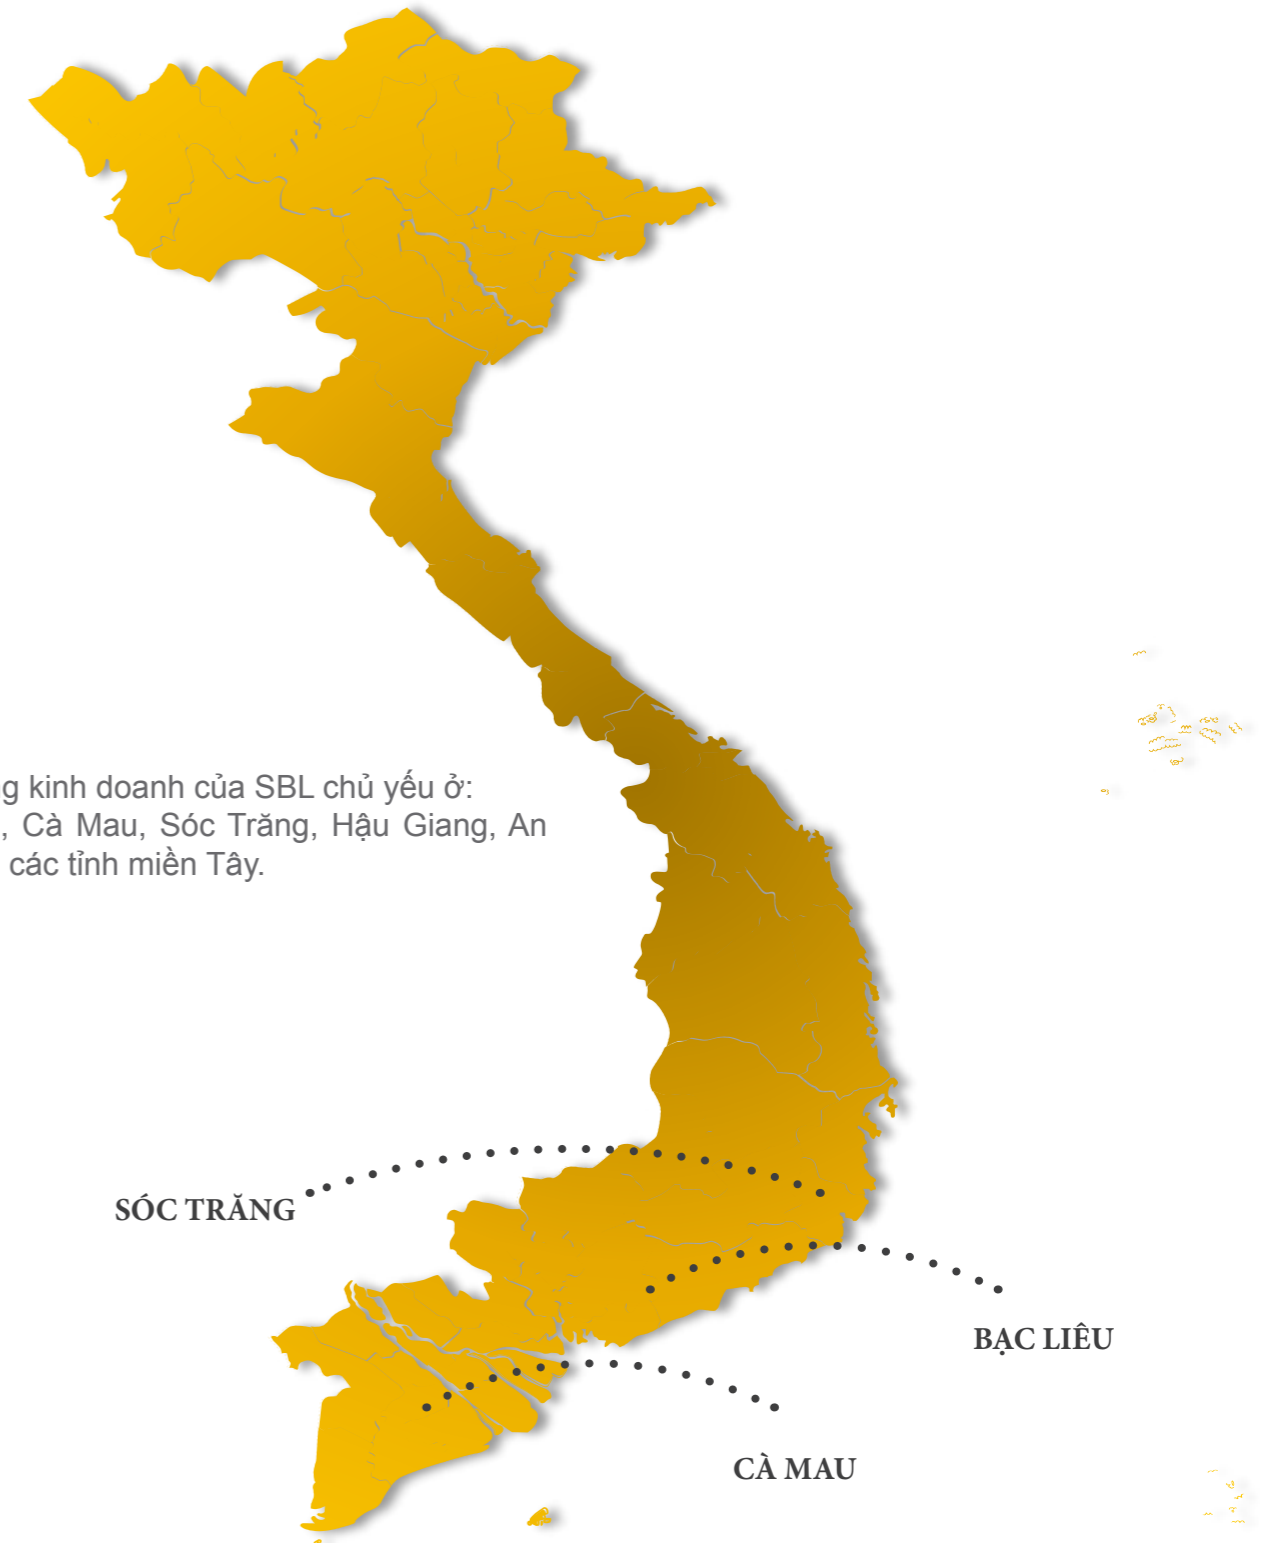 g kinh doanh của SBL chủ yếu ở:
, Cà Mau, Sóc Trăng, Hậu Giang, An
các tỉnh miền Tây.
SÓC TRĂNG
BẠC LIÊU
CÀ MAU